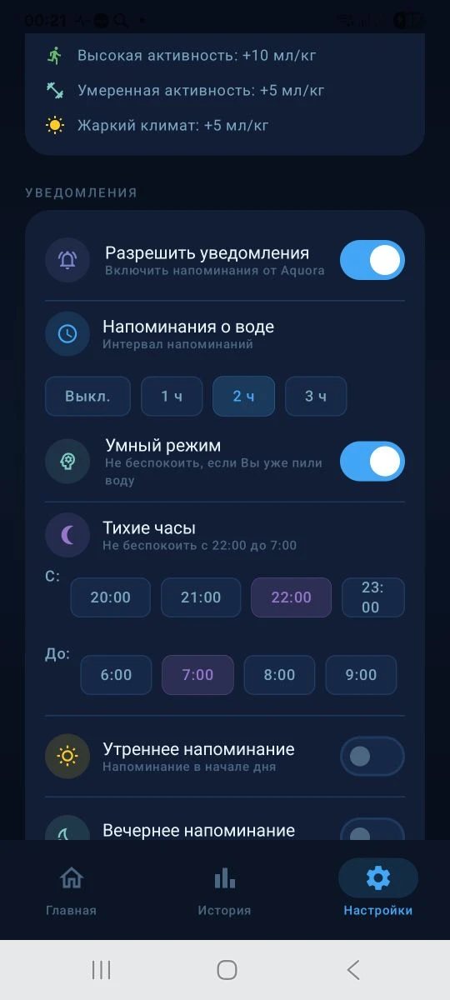 00:21
Высокая активность: +10 мл/кг
Умеренная активность: +5 мл/кг
Жаркий климат: +5 мл/кг
УВЕДОМЛЕНИЯ
Разрешить уведомления
Включить напоминания от Aquora
Напоминания о воде
Интервал напоминаний
Выкл. 1 ч 2 ч 3 ч
Умный режим
Не беспокоить, если Вы уже пили
воду
Тихие часы
Не беспокоить с 22:00 до 7:00
С:
20:00 21:00 22:00 23:
00
До:
6:00 7:00 8:00 9:00
Утреннее напоминание
Напоминание в начале дня
Вечернее напоминание
Главная История Настройки